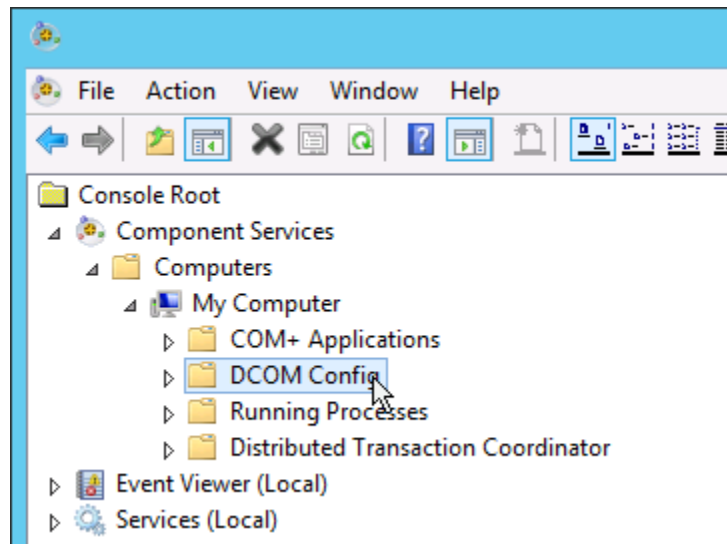 File Action View Window Help
Console Root
Component Services
Computers
My Computer
COM+ Applications
DCOM Config
Running Processes
Distributed Transaction Coordinator
Event Viewer (Local)
Services (Local)